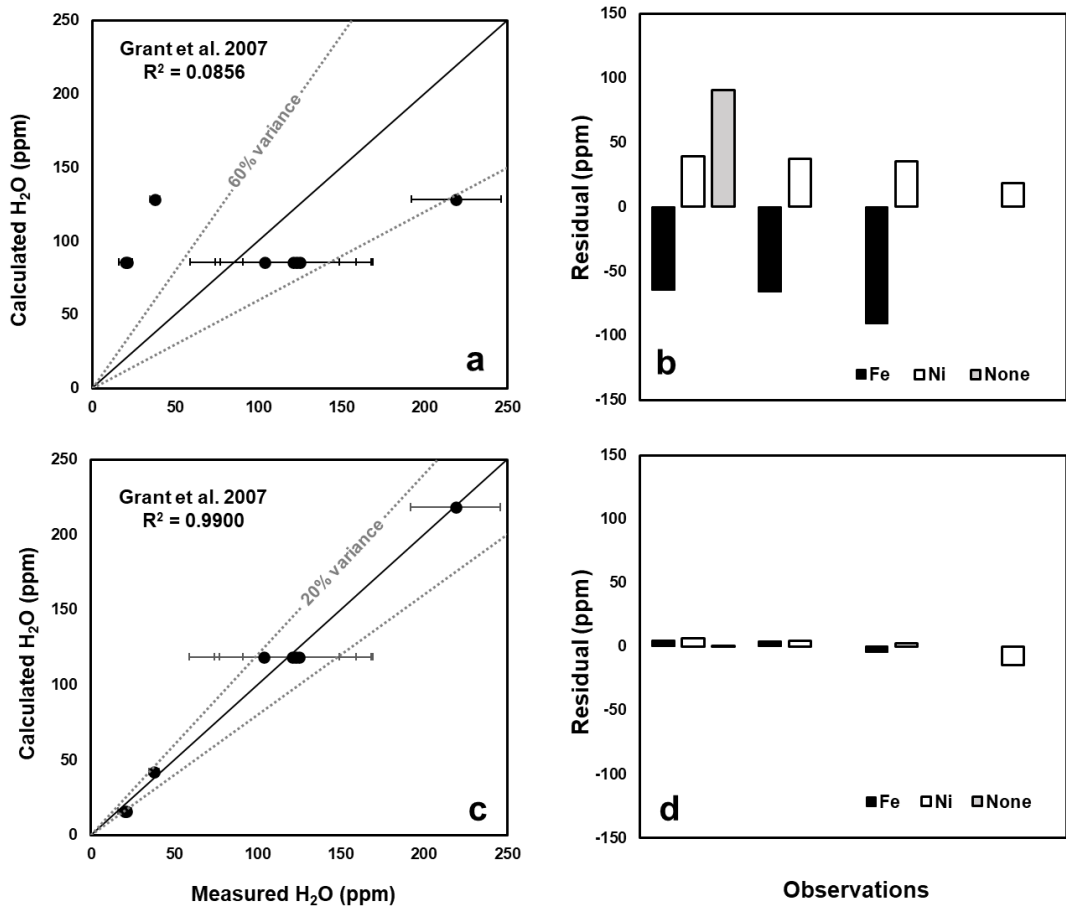 Calculated H₂O (ppm)
250
200
150
100
50
0
Grant et al. 2007
R² = 0.0856
60% variance
a
0
50
100
150
200
250
Residual (ppm)
150
100
50
0
-50
-100
-150
b
Fe
Ni
None
Calculated H₂O (ppm)
250
200
150
100
50
0
Grant et al. 2007
R² = 0.9900
20% variance
c
0
50
100
150
200
250
Measured H₂O (ppm)
Residual (ppm)
150
100
50
0
-50
-100
-150
d
Fe
Ni
None
Observations